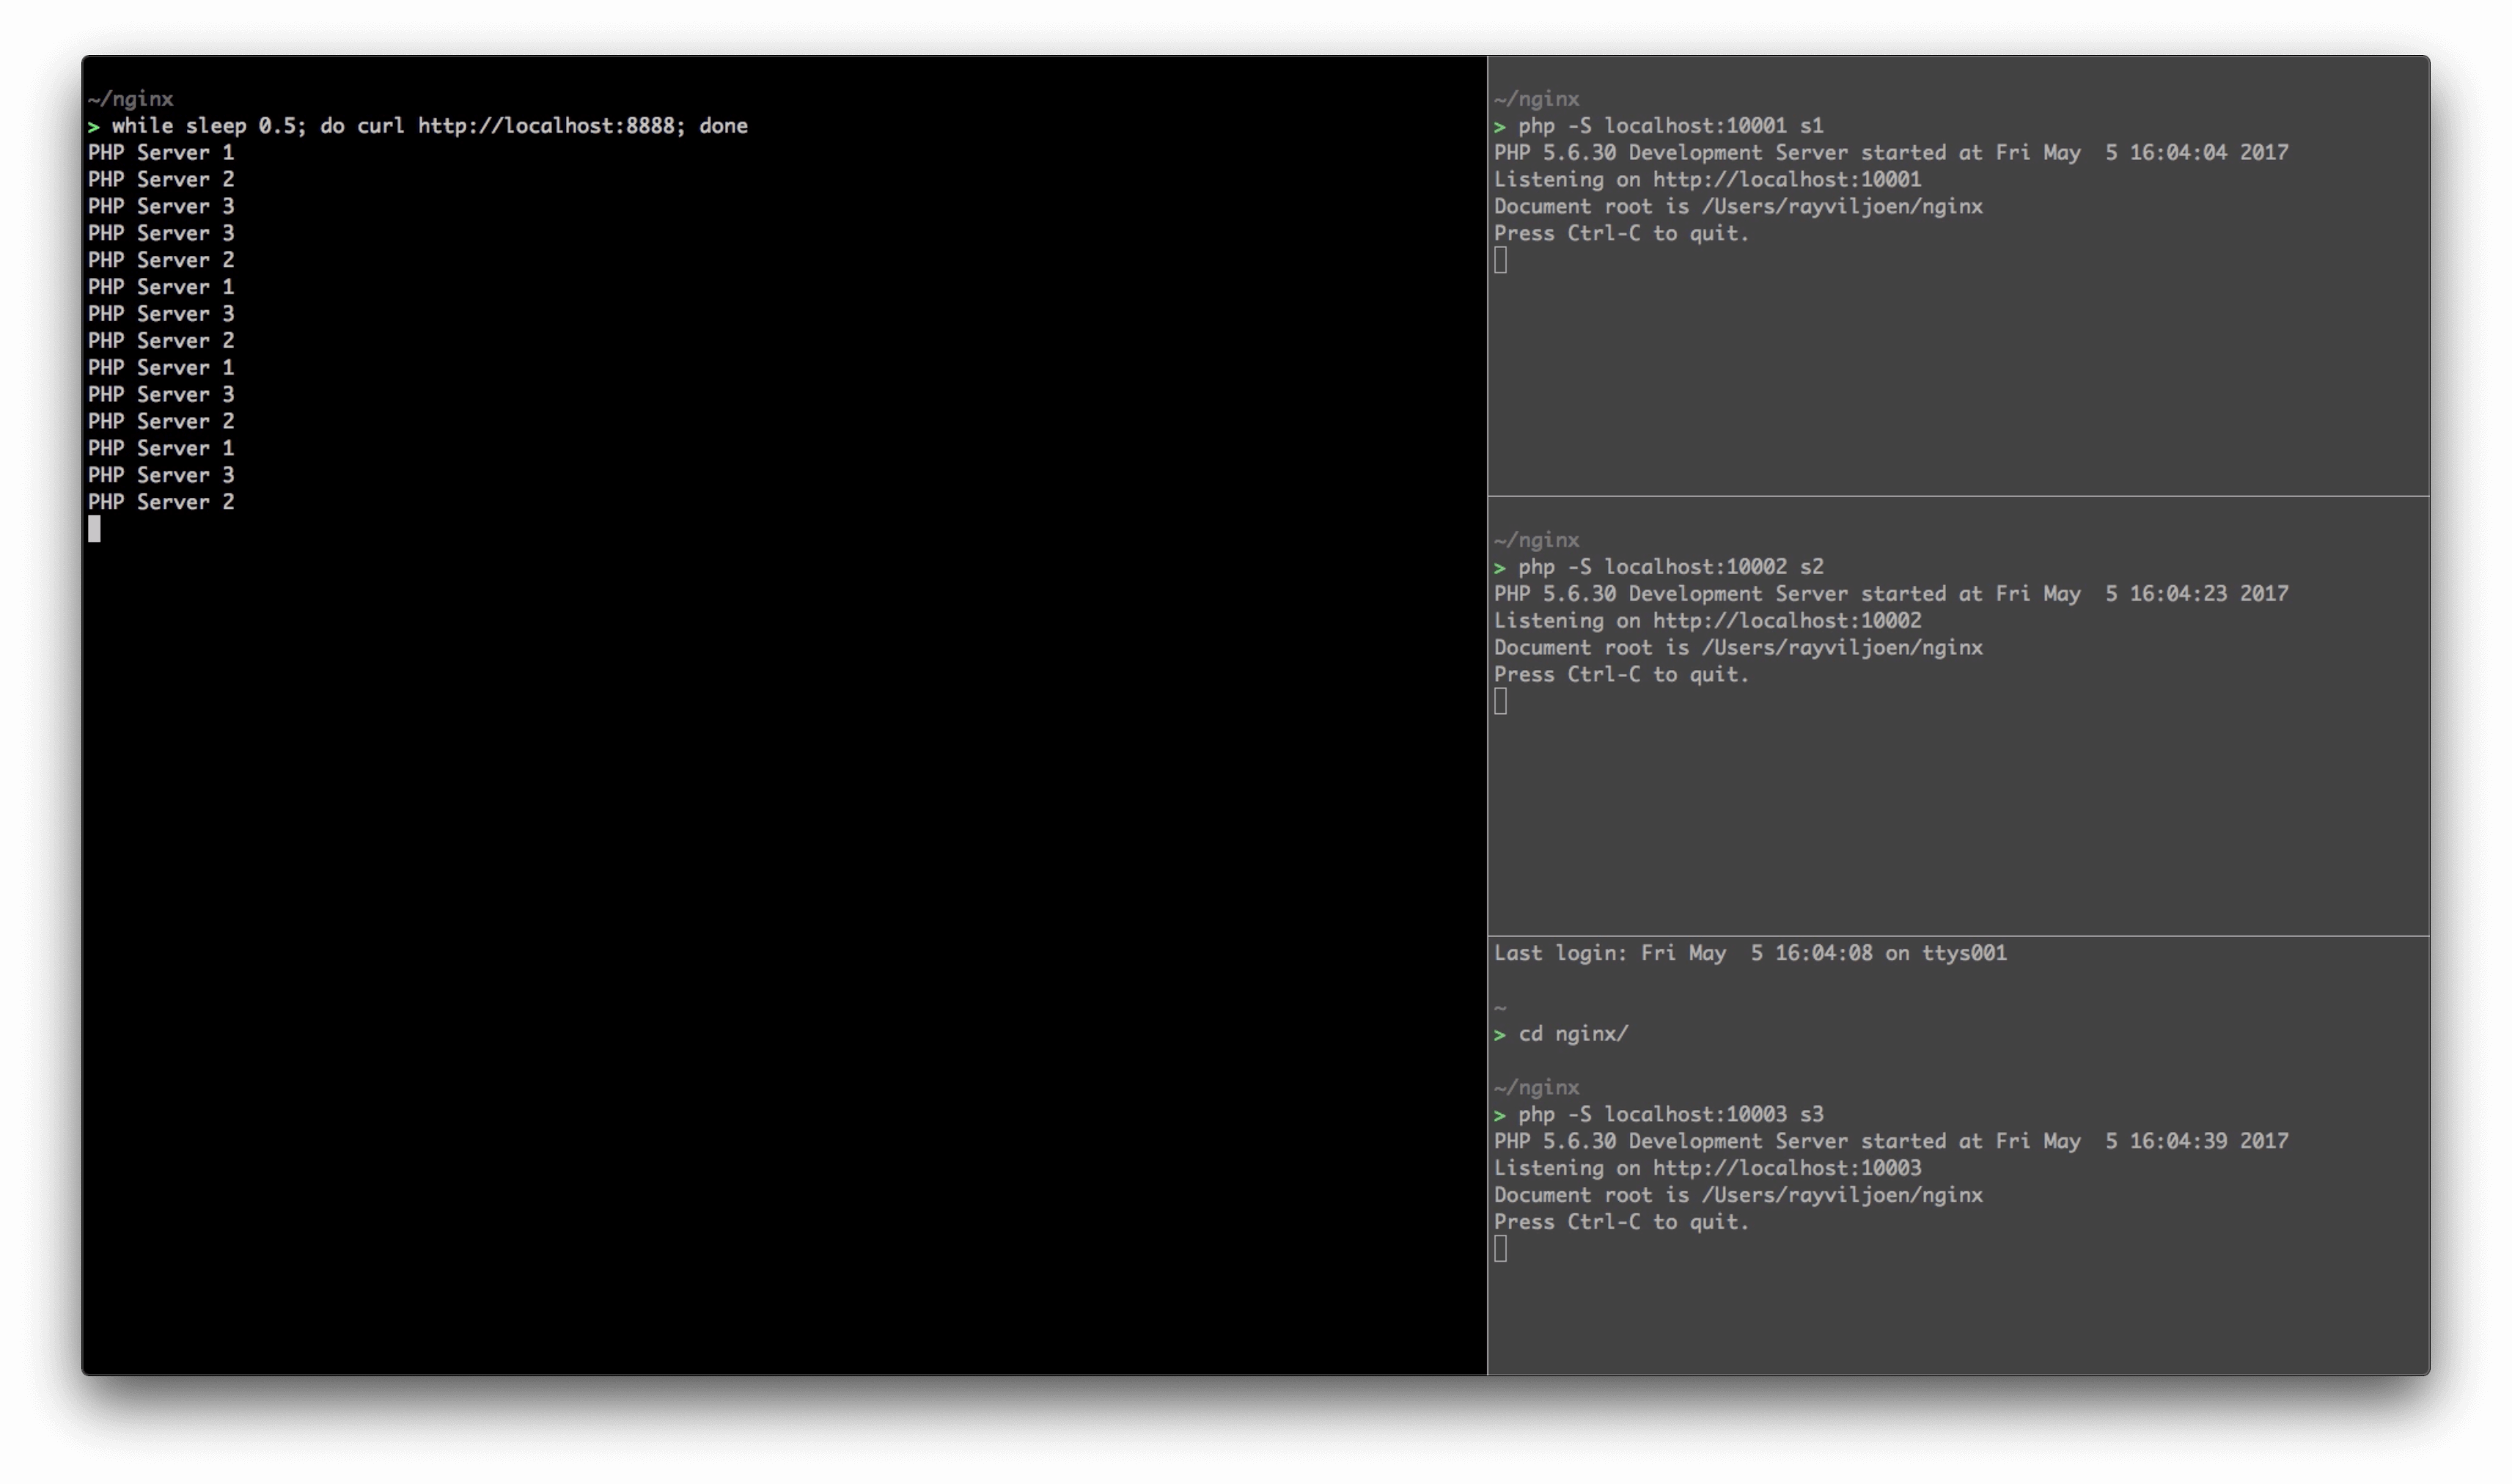 ~/nginx
> while sleep 0.5; do curl http://localhost:8888; done
PHP Server 1
PHP Server 2
PHP Server 3
PHP Server 3
PHP Server 2
PHP Server 1
PHP Server 3
PHP Server 2
PHP Server 1
PHP Server 3
PHP Server 2
PHP Server 1
PHP Server 3
PHP Server 2
~/nginx
> php -S localhost:10001 s1
PHP 5.6.30 Development Server started at Fri May  5 16:04:04 2017
Listening on http://localhost:10001
Document root is /Users/rayviljoen/nginx
Press Ctrl-C to quit.
~/nginx
> php -S localhost:10002 s2
PHP 5.6.30 Development Server started at Fri May  5 16:04:23 2017
Listening on http://localhost:10002
Document root is /Users/rayviljoen/nginx
Press Ctrl-C to quit.
Last login: Fri May  5 16:04:08 on ttys001
~
> cd nginx/
~/nginx
> php -S localhost:10003 s3
PHP 5.6.30 Development Server started at Fri May  5 16:04:39 2017
Listening on http://localhost:10003
Document root is /Users/rayviljoen/nginx
Press Ctrl-C to quit.